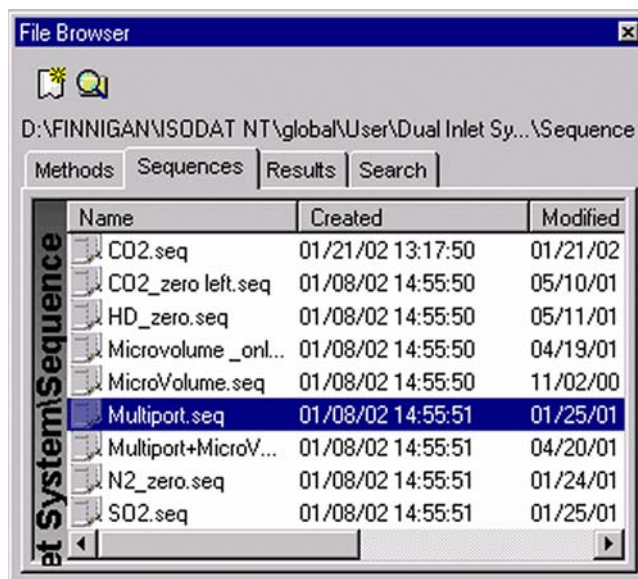 File Browser
D:\FINNIGAN\ISODAT NT\global\User\Dual Inlet Sy...\Sequence
Methods Sequences Results Search
et System\Sequence
Name Created Modified
CO2.seq 01/21/02 13:17:50 01/21/02
CO2_zero left.seq 01/08/02 14:55:50 05/10/01
HD_zero.seq 01/08/02 14:55:50 05/11/01
Microvolume _onl... 01/08/02 14:55:50 04/19/01
MicroVolume.seq 01/08/02 14:55:50 11/02/00
Multiport.seq 01/08/02 14:55:51 01/25/01
Multiport+MicroV... 01/08/02 14:55:51 04/20/01
N2_zero.seq 01/08/02 14:55:51 01/24/01
SO2.seq 01/08/02 14:55:51 01/25/01